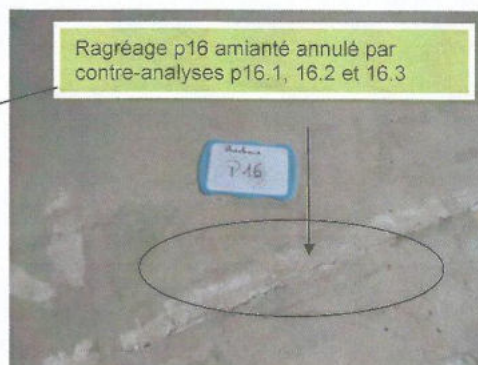 Ragréage p16 amianté annulé par
contre-analyses p16.1, 16.2 et 16.3
P16